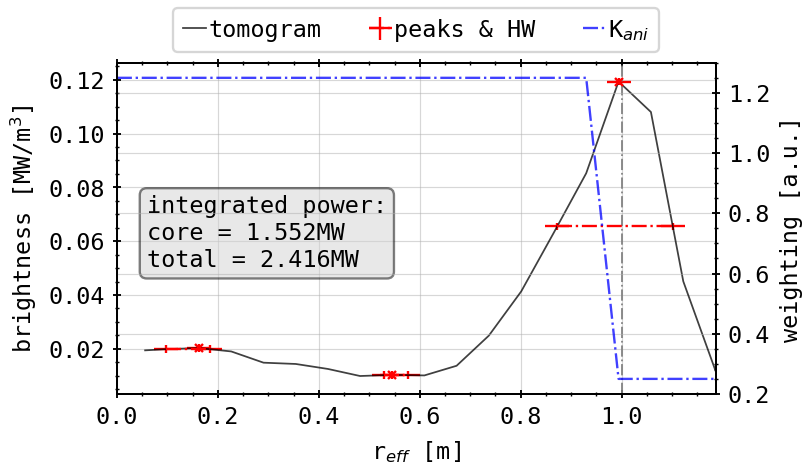 tomogram peaks & HW K_ani
brightness [MW/m³]
0.12
0.10
0.08
0.06
0.04
0.02
integrated power:
core = 1.552MW
total = 2.416MW
1.2
1.0
0.8
0.6
0.4
0.2
weighting [a.u.]
0.0 0.2 0.4 0.6 0.8 1.0
r_eff [m]